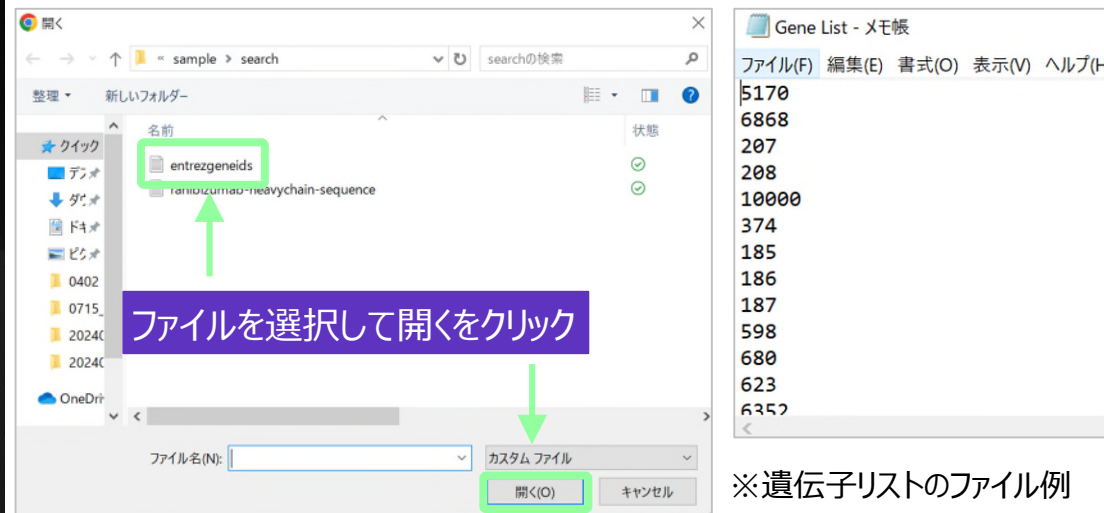 開く
« sample > search
searchの検索
整理
新しいフォルダー
名前
状態
クイック
entrezgeneids
ranibizumab-heavychain-sequence
0402
0715_
OneDri
ファイルを選択して開くをクリック
ファイル名(N):
カスタム ファイル
開く(O)
キャンセル
Gene List - メモ帳
ファイル(F) 編集(E) 書式(O) 表示(V) ヘルプ(H
5170
6868
207
208
10000
374
185
186
187
598
680
623
6352
※遺伝子リストのファイル例